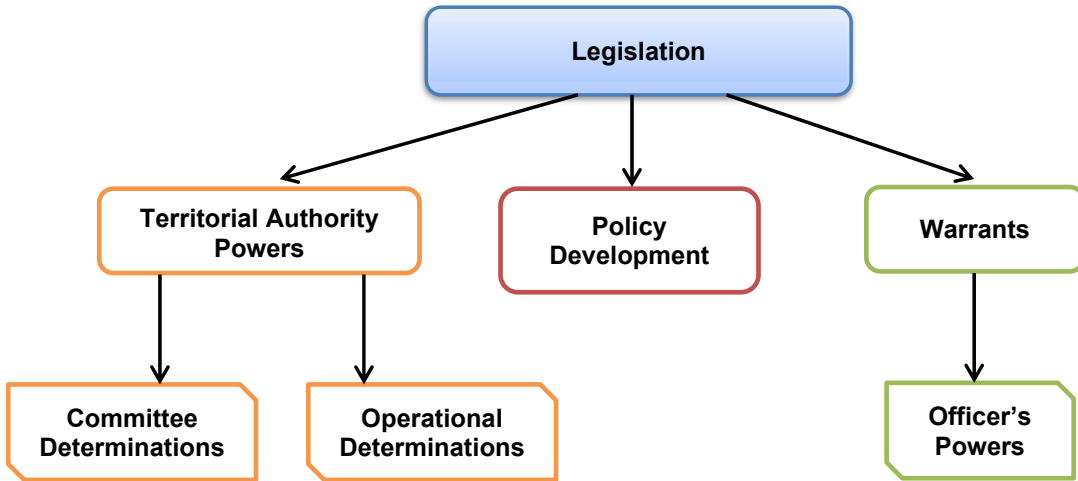 Legislation
Territorial Authority
Powers
Policy
Development
Warrants
Committee
Determinations
Operational
Determinations
Officer's
Powers